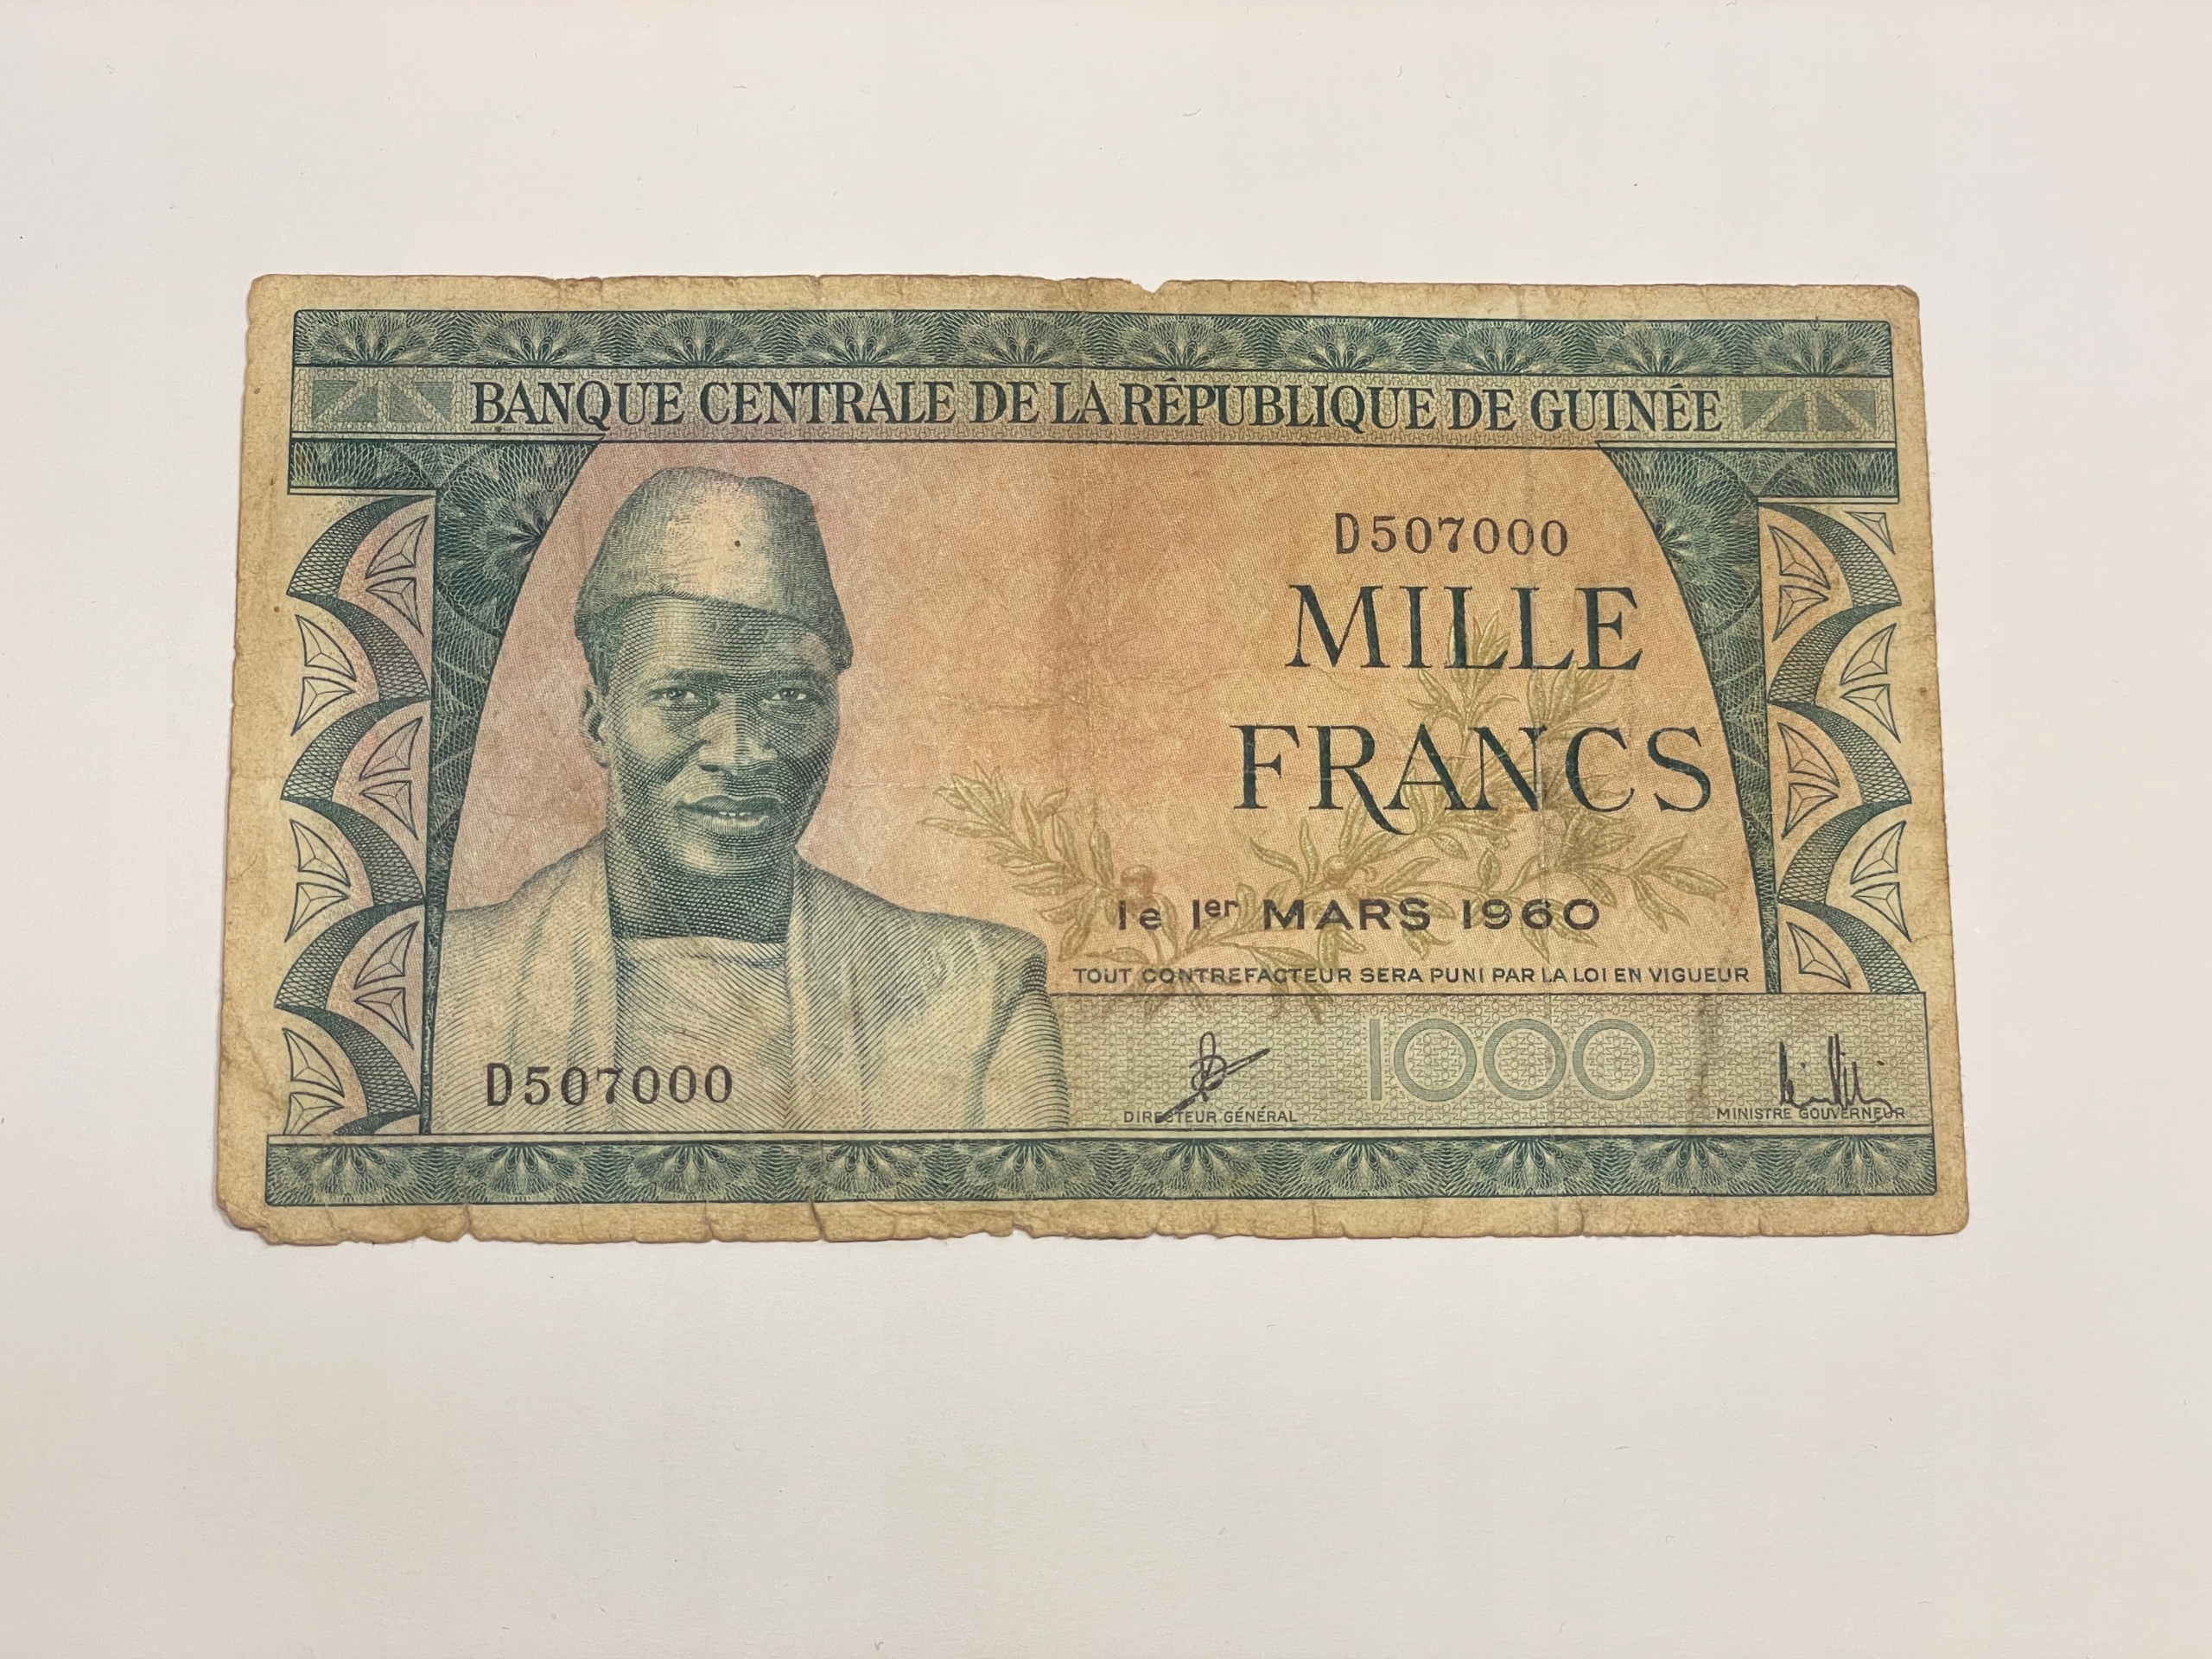 BANQUE CENTRALE DE LA RÉPUBLIQUE DE GUINÉE
D507000
MILLE
FRANCS
le 1er MARS 1960
TOUT CONTREFACTEUR SERA PUNI PAR LA LOI EN VIGUEUR
1000
D507000
DIRECTEUR GÉNÉRAL
MINISTRE GOUVERNEUR